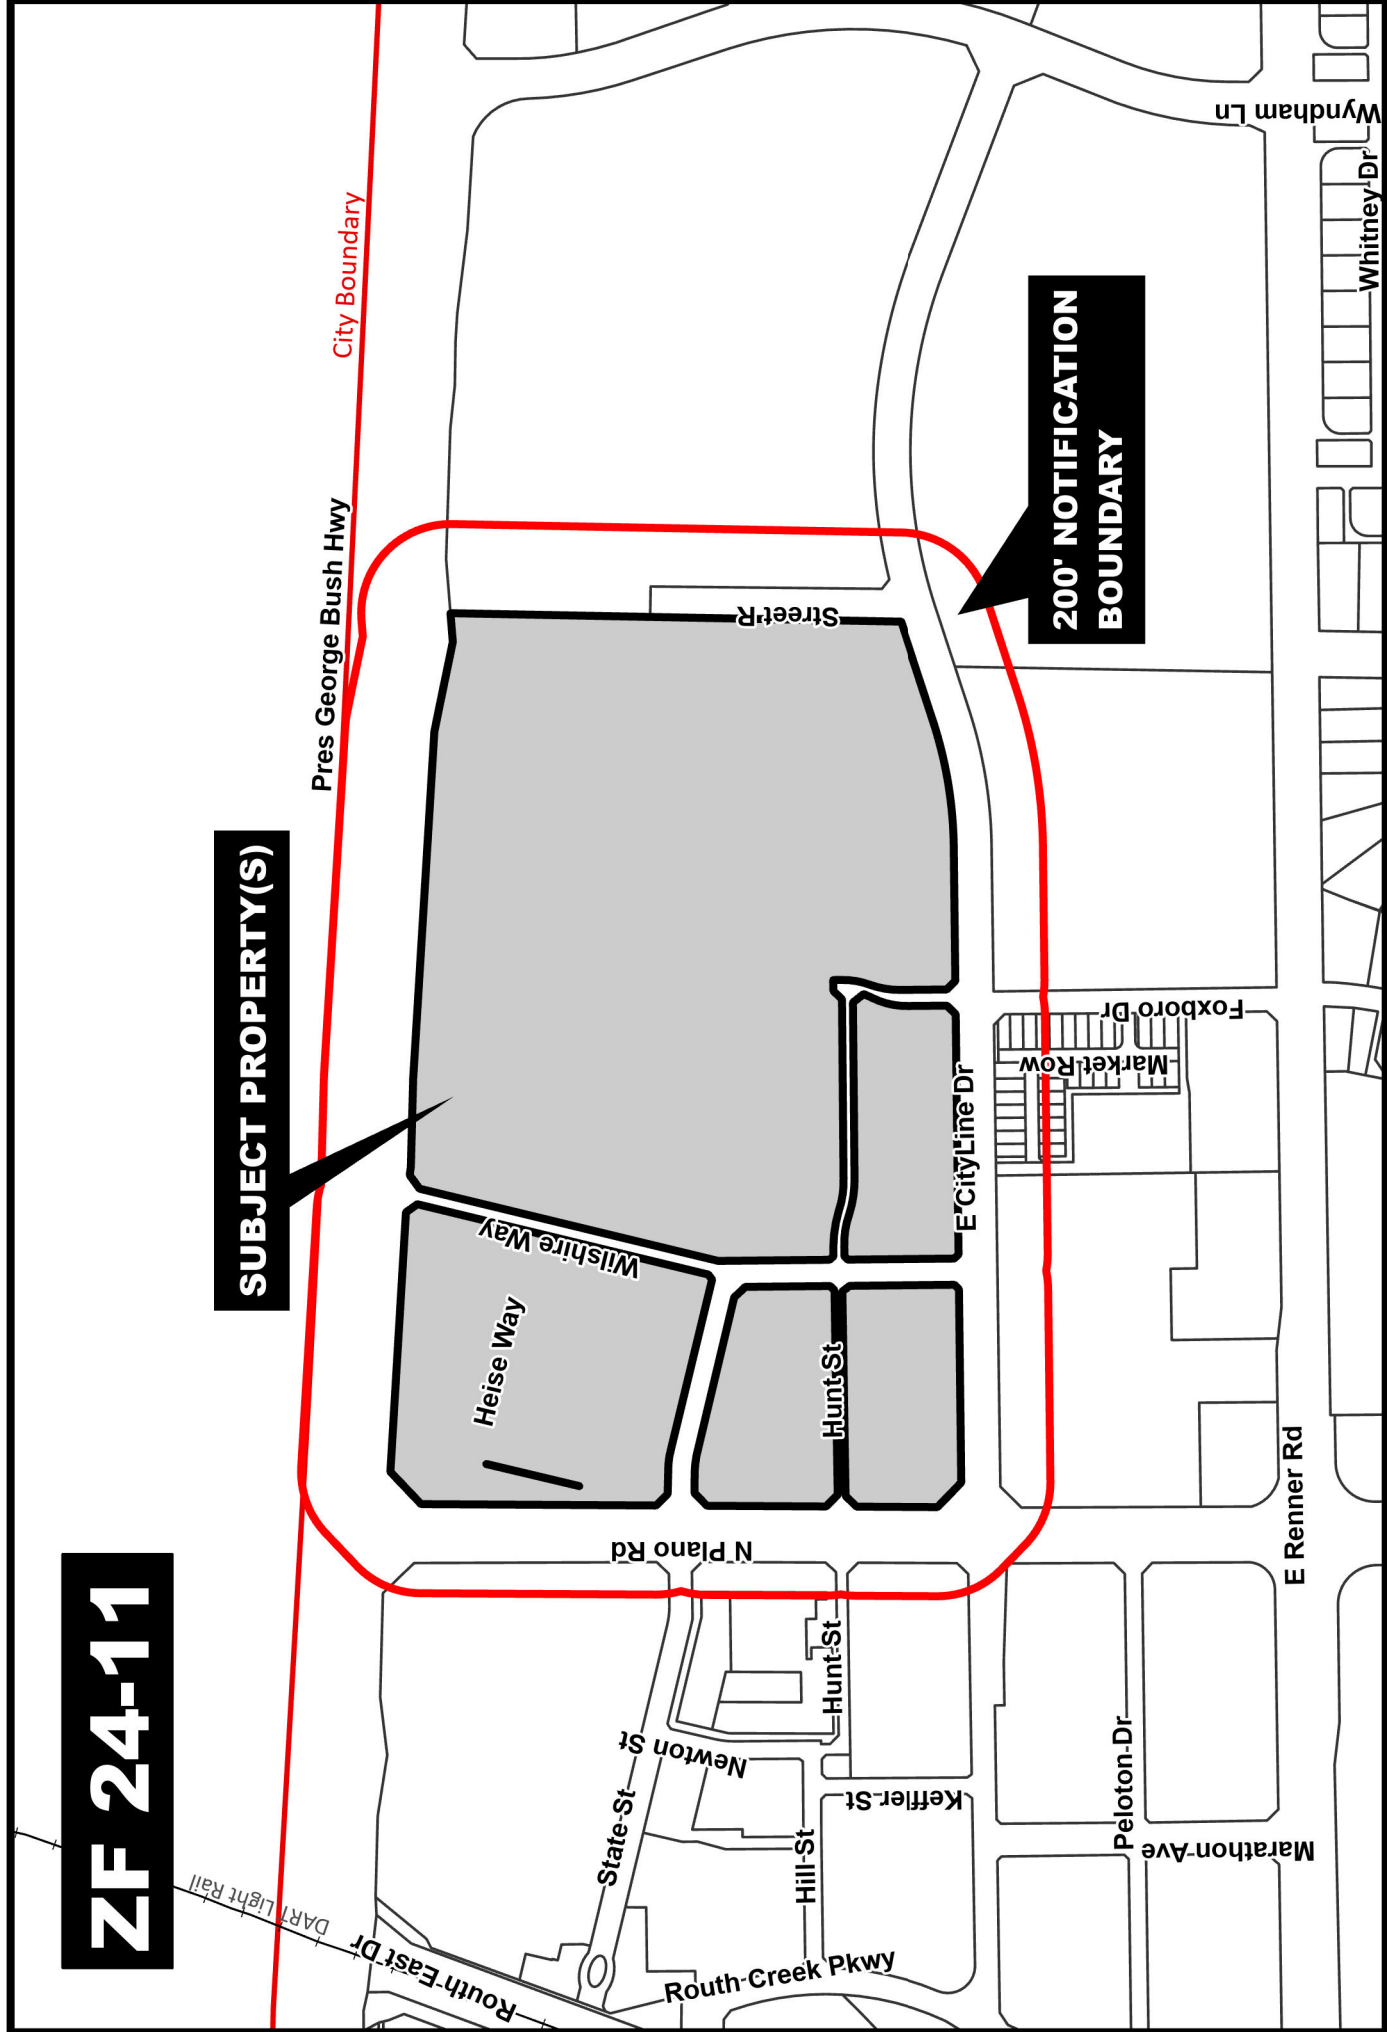 ZF 24-11
SUBJECT PROPERTY(S)
City Boundary
Pres George Bush Hwy
200' NOTIFICATION
BOUNDARY
DART Light Rail
Routh East Dr
State St
Newton St
Hill St
Hunt St
Keffler St
Routh Creek Pkwy
N Plano Rd
Heise Way
Wilshire Way
Hunt St
E CityLine Dr
Street R
Foxboro Dr
Market Row
Peloton Dr
Marathon Ave
E Renner Rd
Wyndham Ln
Whitney Dr